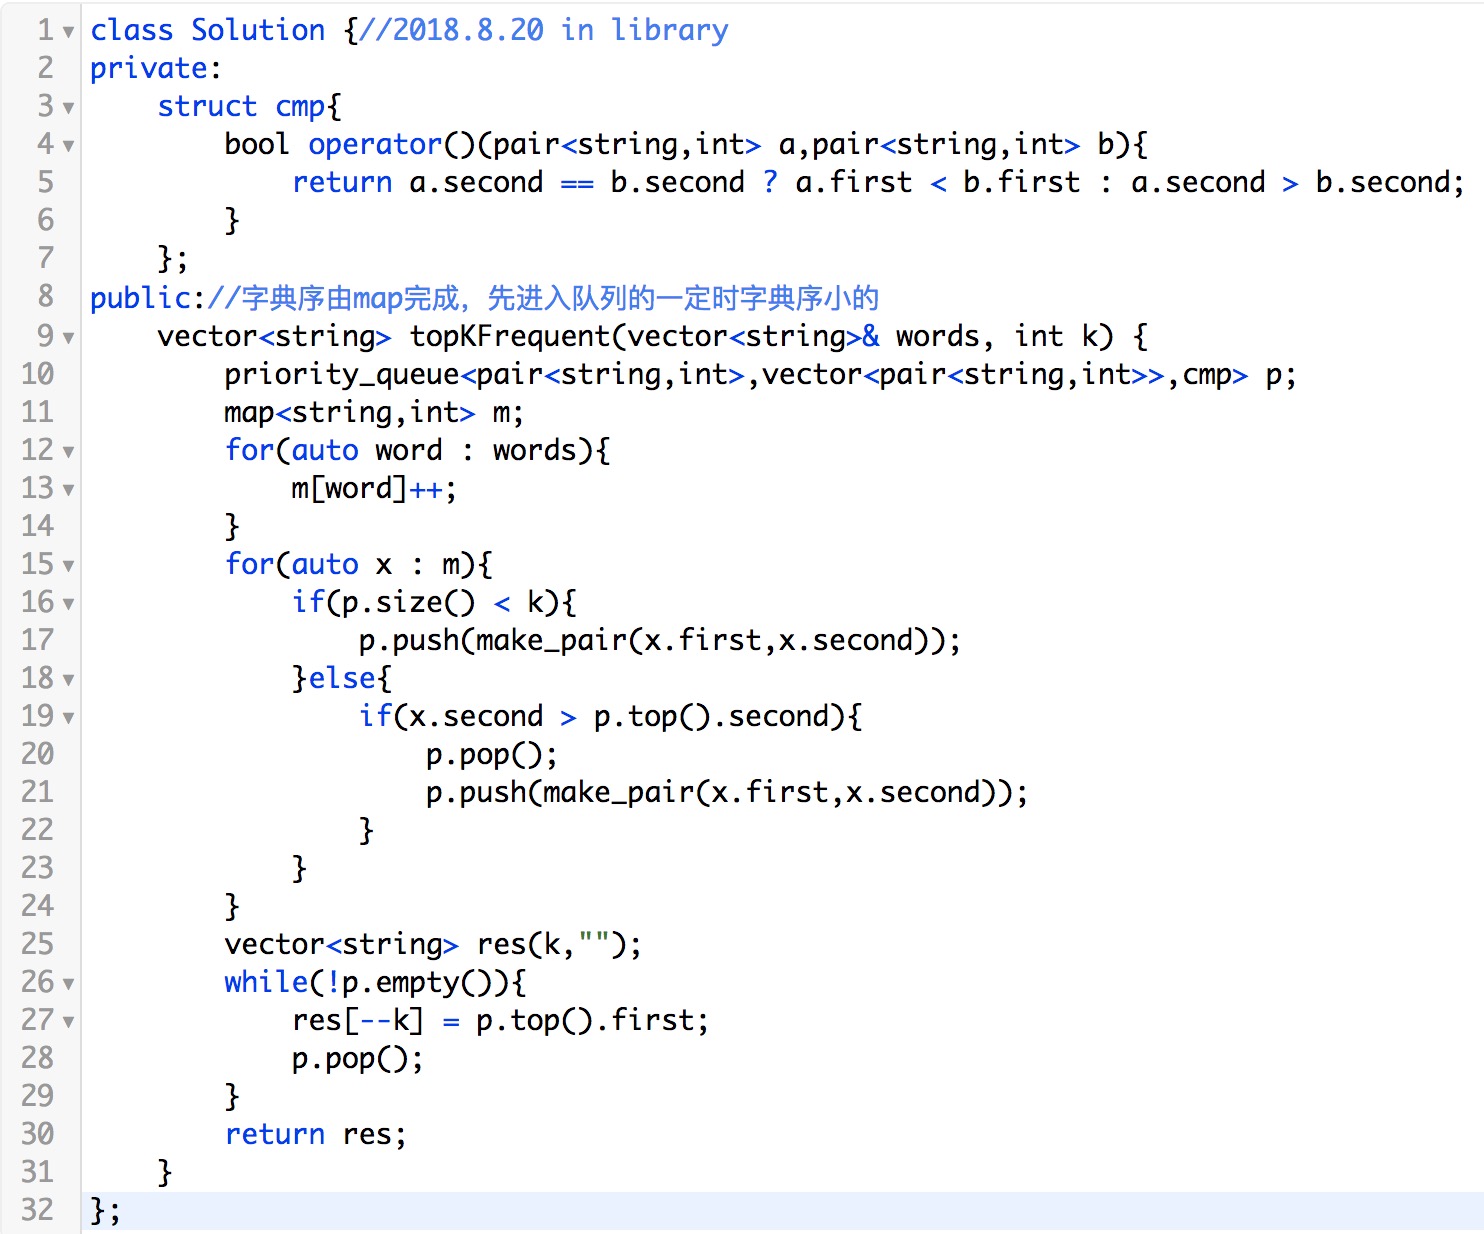 1 class Solution {//2018.8.20 in library
2 private:
3     struct cmp{
4         bool operator()(pair<string,int> a,pair<string,int> b){
5             return a.second == b.second ? a.first < b.first : a.second > b.second;
6         }
7     };
8 public://字典序由map完成，先进入队列的一定时字典序小的
9     vector<string> topKFrequent(vector<string>& words, int k) {
10         priority_queue<pair<string,int>,vector<pair<string,int>>,cmp> p;
11         map<string,int> m;
12         for(auto word : words){
13             m[word]++;
14         }
15         for(auto x : m){
16             if(p.size() < k){
17                 p.push(make_pair(x.first,x.second));
18             }else{
19                 if(x.second > p.top().second){
20                     p.pop();
21                     p.push(make_pair(x.first,x.second));
22                 }
23             }
24         }
25         vector<string> res(k,"");
26         while(!p.empty()){
27             res[--k] = p.top().first;
28             p.pop();
29         }
30         return res;
31     }
32 };